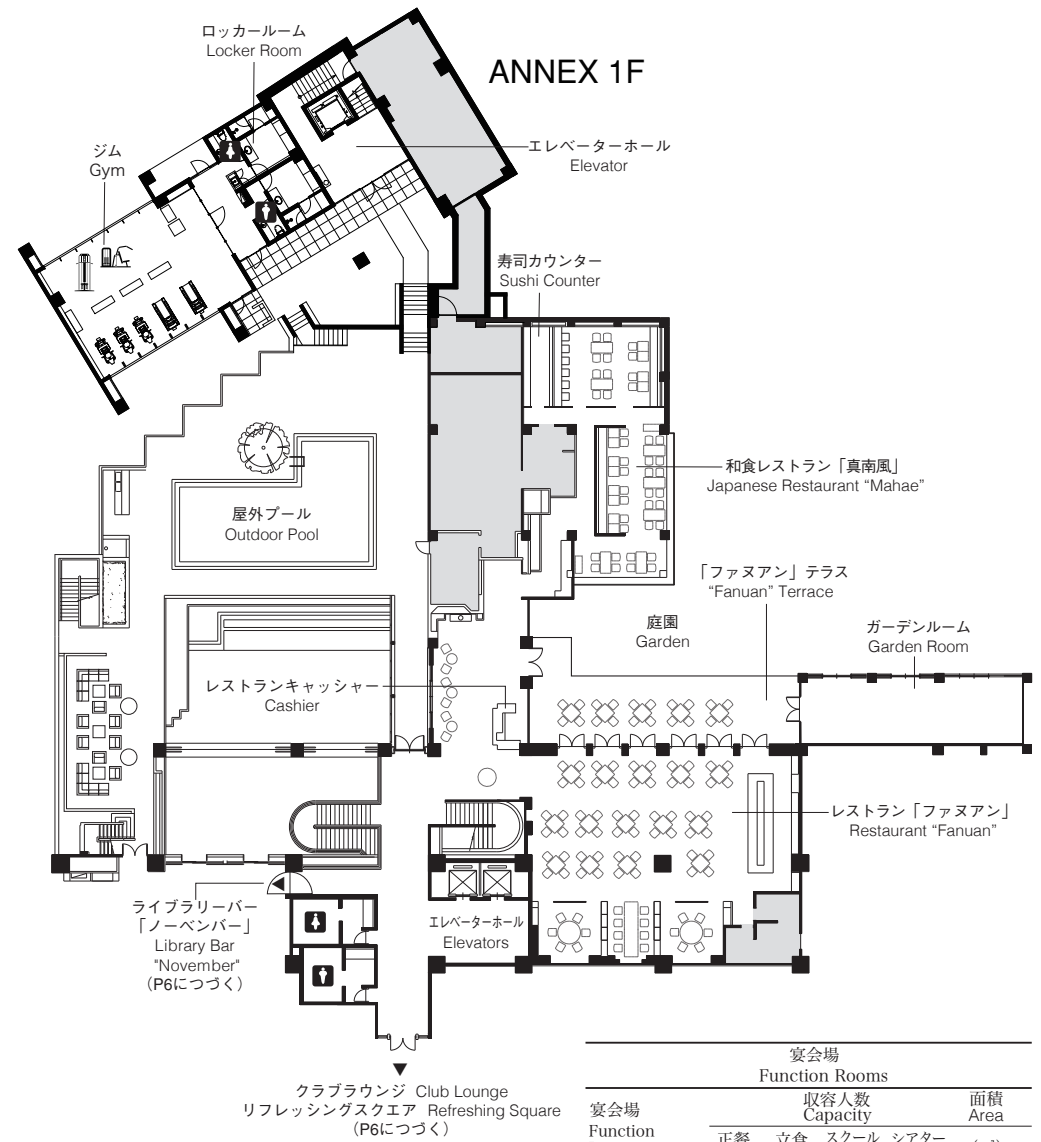 ANNEX 1F
ロッカールーム
Locker Room
ジム
Gym
エレベーターホール
Elevator
寿司カウンター
Sushi Counter
和食レストラン「真南風」
Japanese Restaurant “Mahae”
屋外プール
Outdoor Pool
「ファヌアン」テラス
“Fanuan” Terrace
庭園
Garden
ガーデンルーム
Garden Room
レストランキャッシャー
Cashier
レストラン「ファヌアン」
Restaurant “Fanuan”
ライブラリーバー
「ノーベンバー」
Library Bar
"November"
（P6につづく）
エレベーターホール
Elevators
クラブラウンジ Club Lounge
リフレッシングスクエア Refreshing Square
（P6につづく）
宴会場
Function Rooms
宴会場
Function
収容人数
Capacity
面積
Area
正餐 立食 スクール シアター